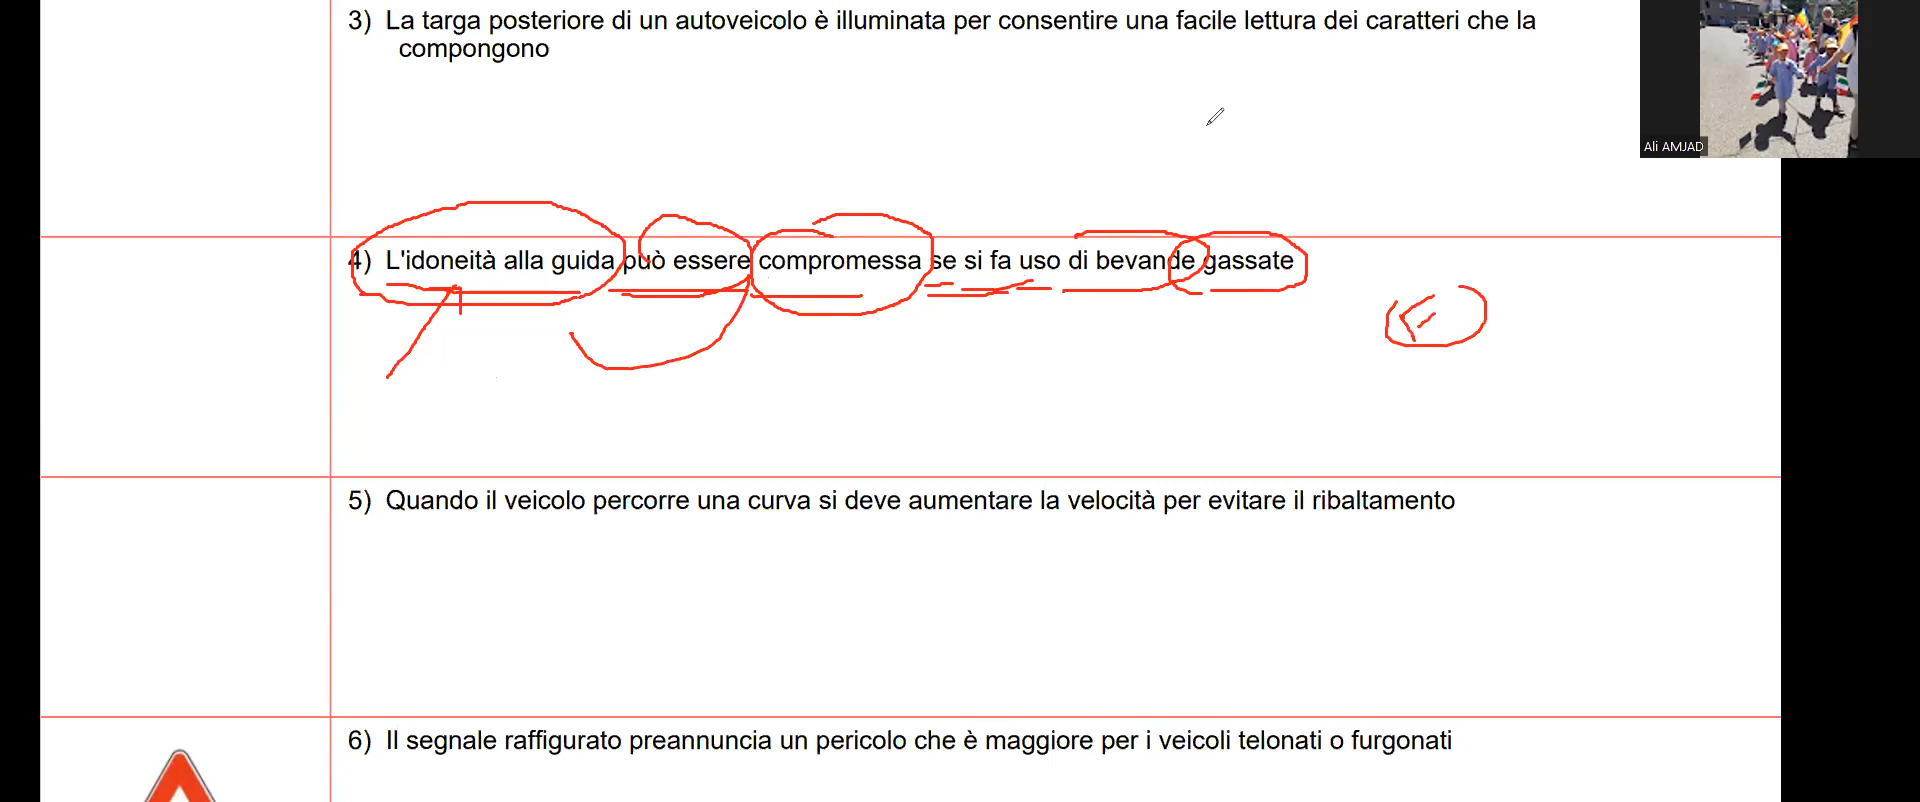 3) La targa posteriore di un autoveicolo è illuminata per consentire una facile lettura dei caratteri che la
compongono
Ali AMJAD
4) L'idoneità alla guida può essere compromessa se si fa uso di bevande gassate
F
5) Quando il veicolo percorre una curva si deve aumentare la velocità per evitare il ribaltamento
6) Il segnale raffigurato preannuncia un pericolo che è maggiore per i veicoli telonati o furgonati